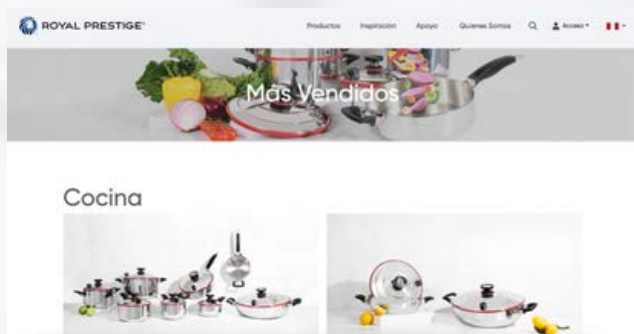 ROYAL PRESTIGE®
Productos Inspiración Apoyo Quienes Somos Acceso
Más Vendidos
Cocina